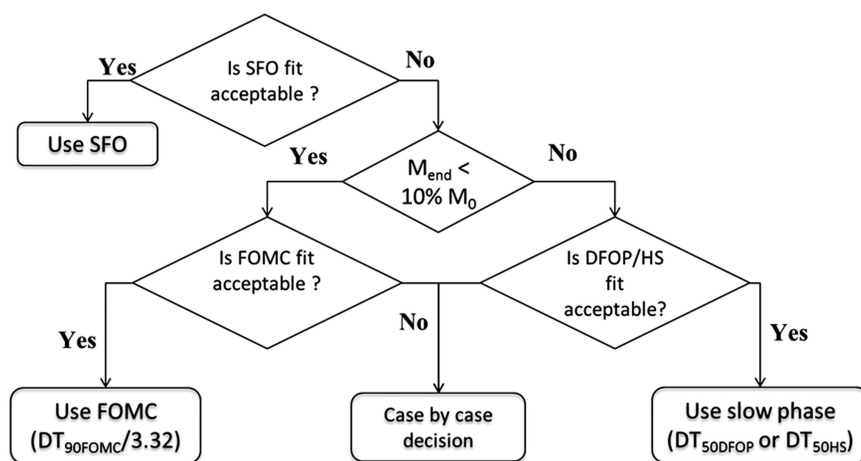 Yes
Is SFO fit
acceptable ?
No
Use SFO
Yes
M_end <
10% M_0
No
Is FOMC fit
acceptable ?
Is DFOP/HS
fit
acceptable?
Yes
No
Yes
Use FOMC
(DT_90FOMC/3.32)
Case by case
decision
Use slow phase
(DT_50DFOP or DT_50HS)